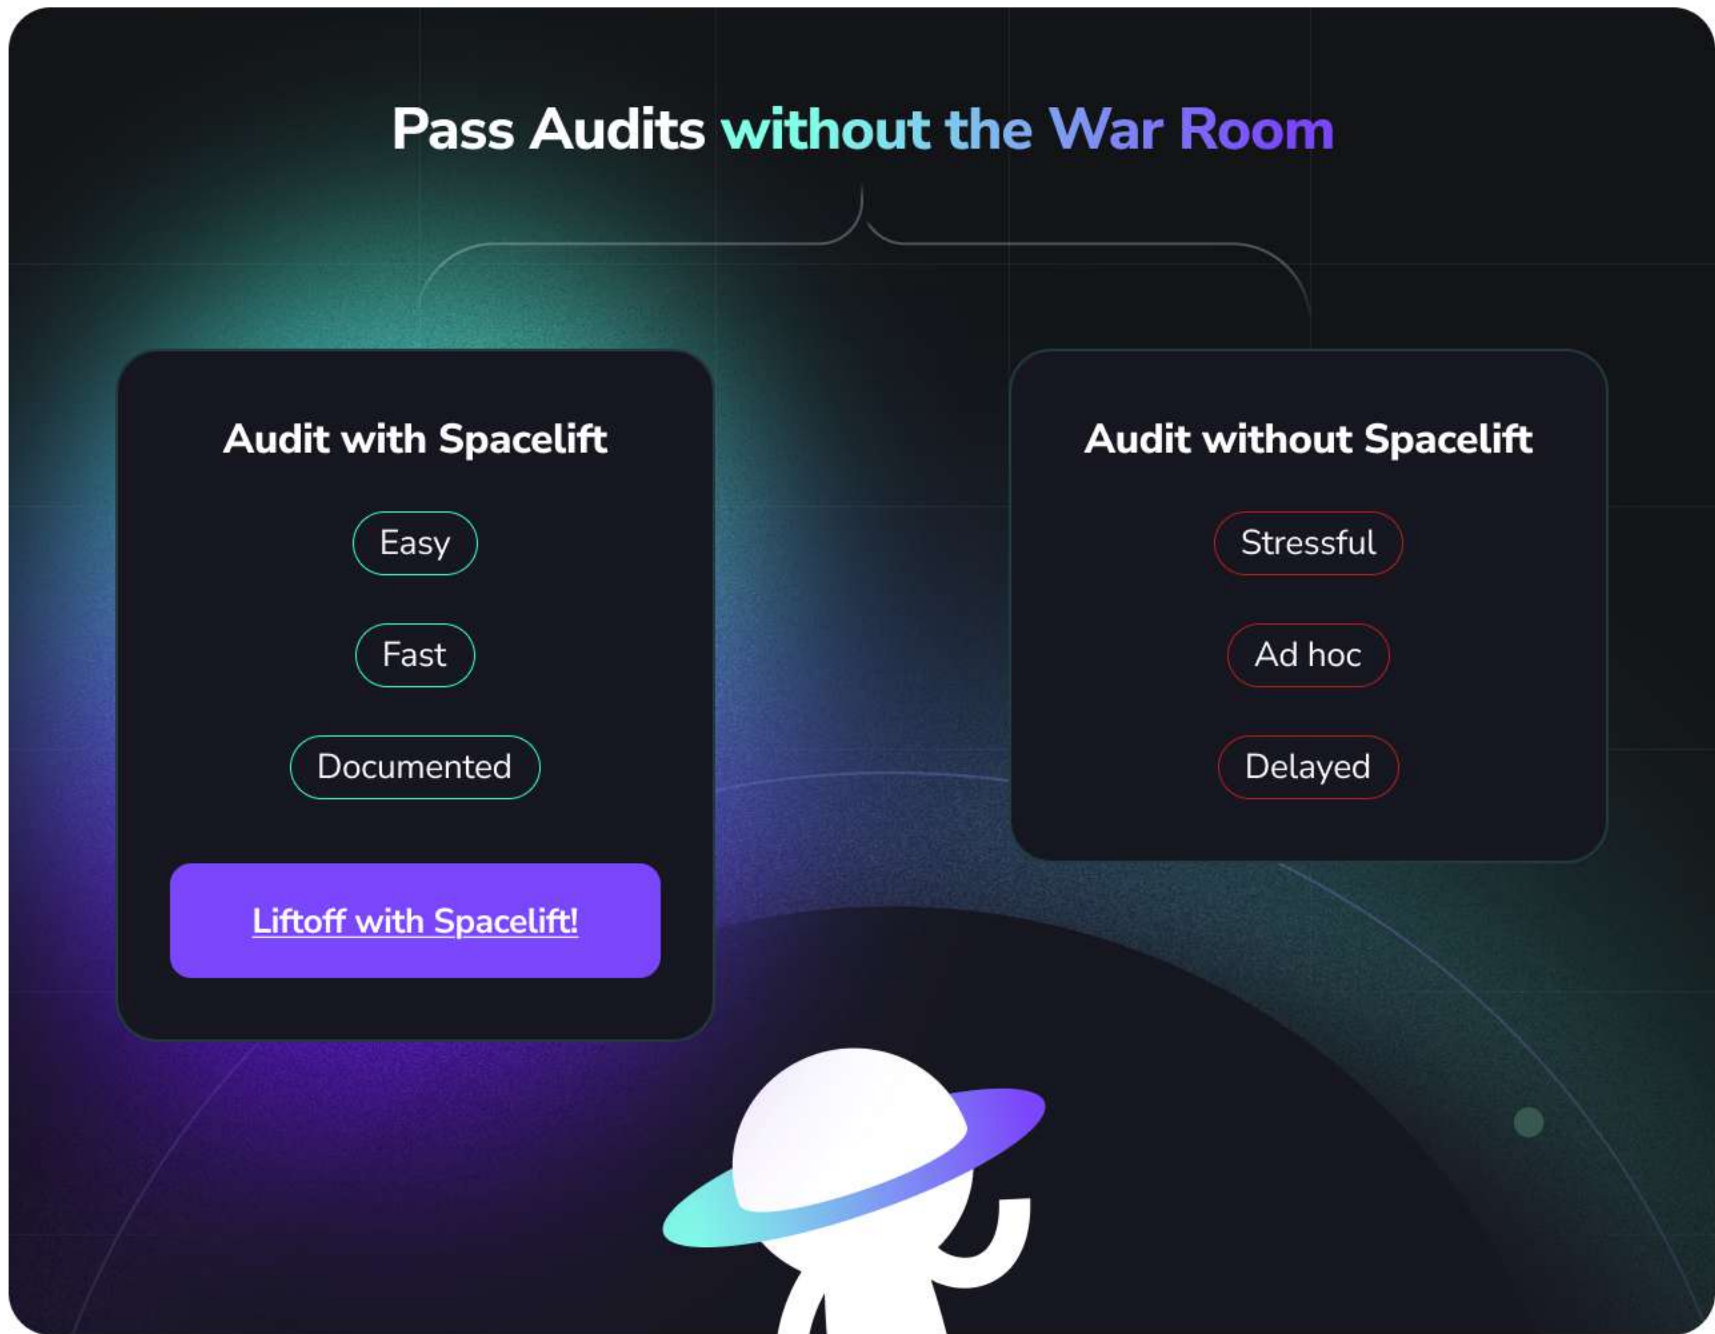 Pass Audits without the War Room
Audit with Spacelift
Easy
Fast
Documented
Liftoff with Spacelift!
Audit without Spacelift
Stressful
Ad hoc
Delayed